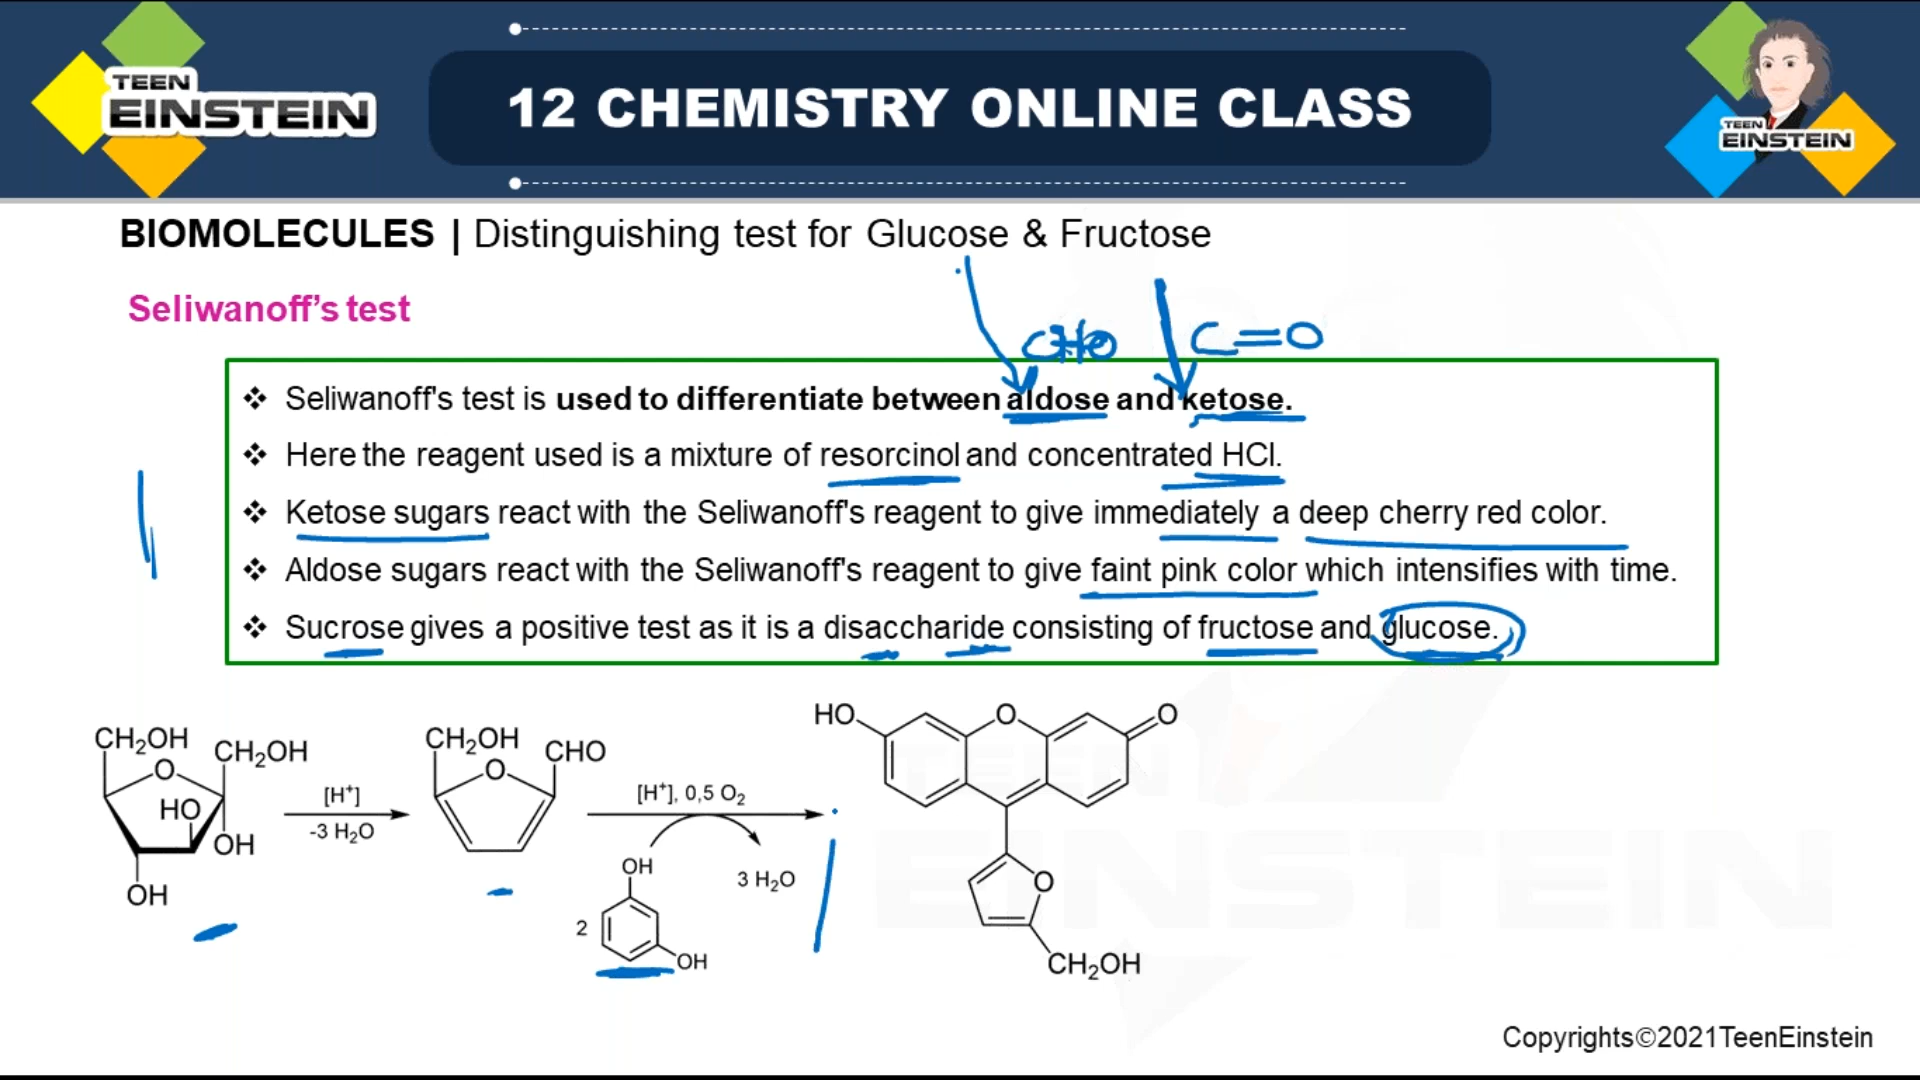 TEEN
EINSTEIN
12 CHEMISTRY ONLINE CLASS
TEEN
EINSTEIN
BIOMOLECULES | Distinguishing test for Glucose & Fructose
Seliwanoff's test
CHO
C=O
❖ Seliwanoff's test is used to differentiate between aldose and ketose.
❖ Here the reagent used is a mixture of resorcinol and concentrated HCl.
❖ Ketose sugars react with the Seliwanoff's reagent to give immediately a deep cherry red color.
❖ Aldose sugars react with the Seliwanoff's reagent to give faint pink color which intensifies with time.
❖ Sucrose gives a positive test as it is a disaccharide consisting of fructose and glucose.
CH₂OH
O
CH₂OH
HO
OH
OH
[H⁺]
-3 H₂O
CH₂OH
O
CHO
[H⁺], 0,5 O₂
OH
2
OH
3 H₂O
HO
O
O
O
CH₂OH
TEEN
EINSTEIN
Copyrights©2021TeenEinstein